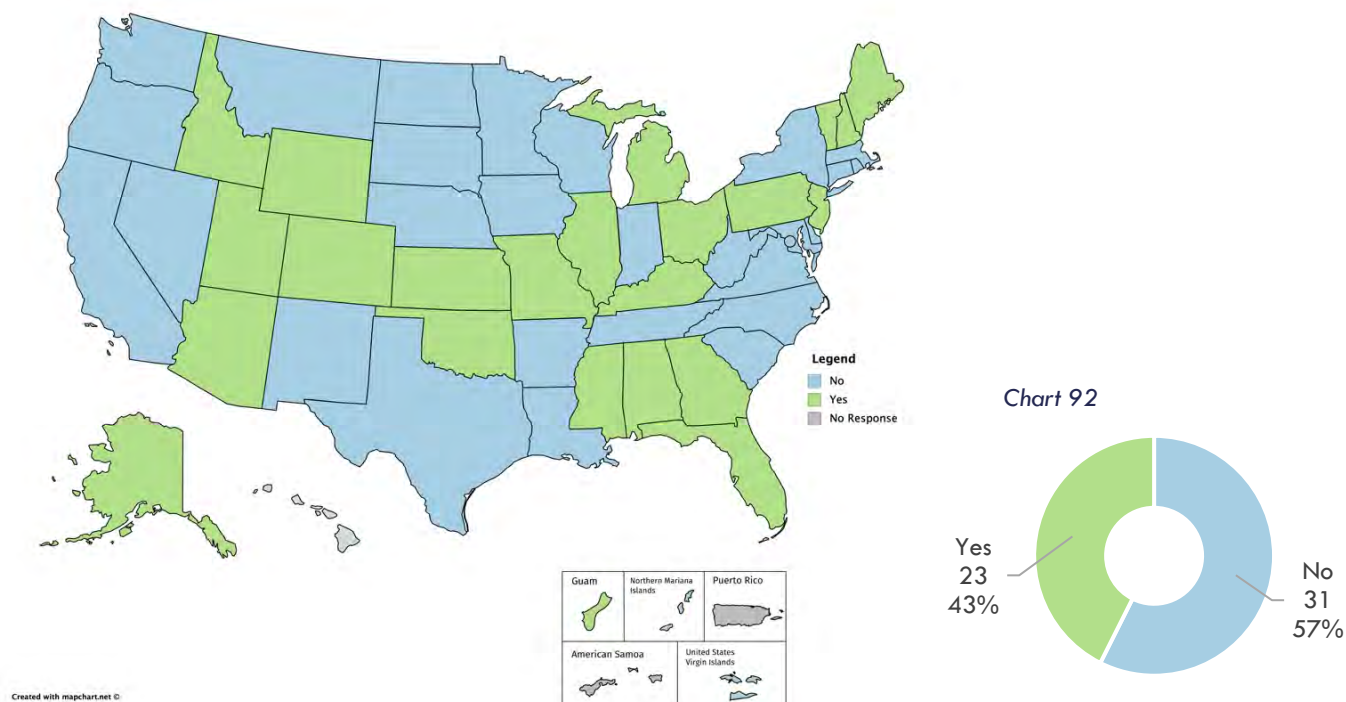 Legend
No
Yes
No Response
Chart 92
Yes
23
43%
No
31
57%
Guam
Northern Mariana
Islands
Puerto Rico
American Samoa
United States
Virgin Islands
Created with mapchart.net ©